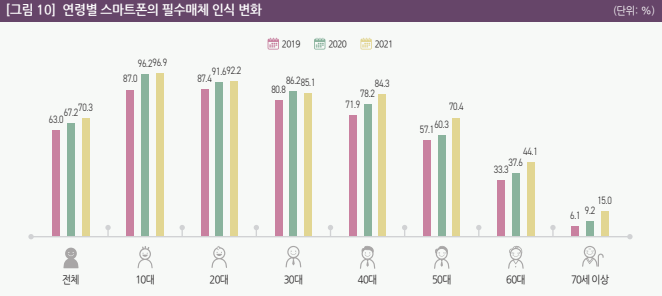 [그림 10] 연령별 스마트폰의 필수매체 인식 변화
(단위: %)
2019 2020 2021
63.0 67.2 70.3
87.0 96.2 96.9
87.4 91.6 92.2
80.8 86.2 85.1
71.9 78.2 84.3
57.1 60.3 70.4
33.3 37.6 44.1
6.1 9.2 15.0
전체 10대 20대 30대 40대 50대 60대 70세 이상